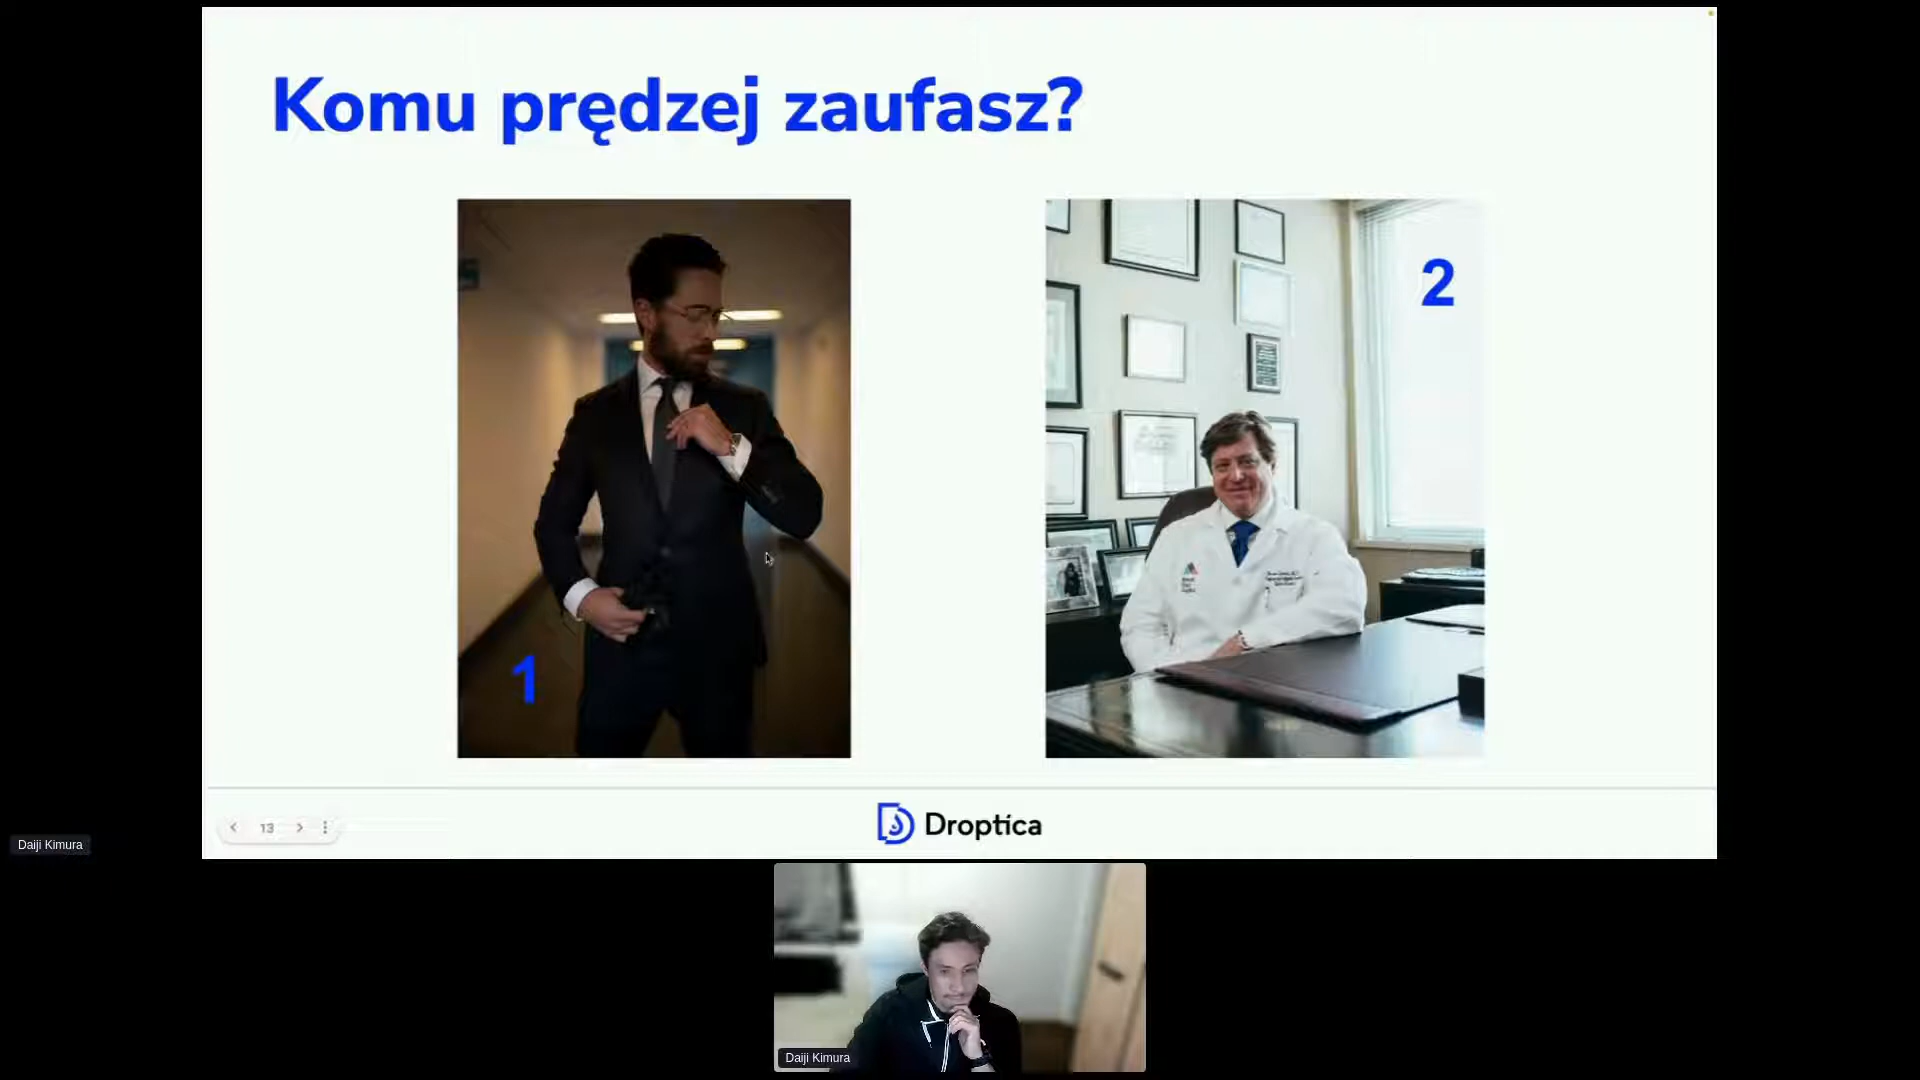 Komu prędzej zaufasz?
1
2
13
Droptica
Daiji Kimura
Daiji Kimura